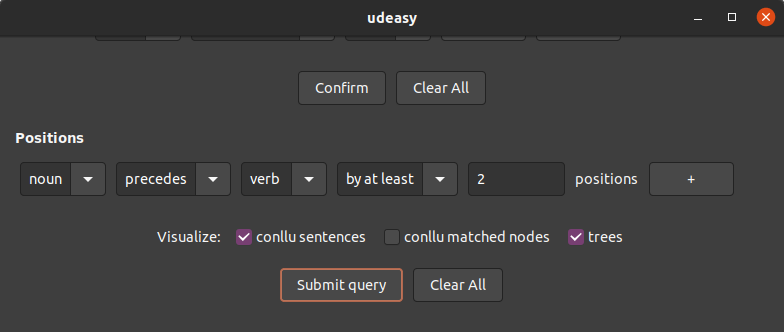 udeasy
Confirm Clear All
Positions
noun precedes verb by at least 2 positions +
Visualize: conllu sentences conllu matched nodes trees
Submit query Clear All